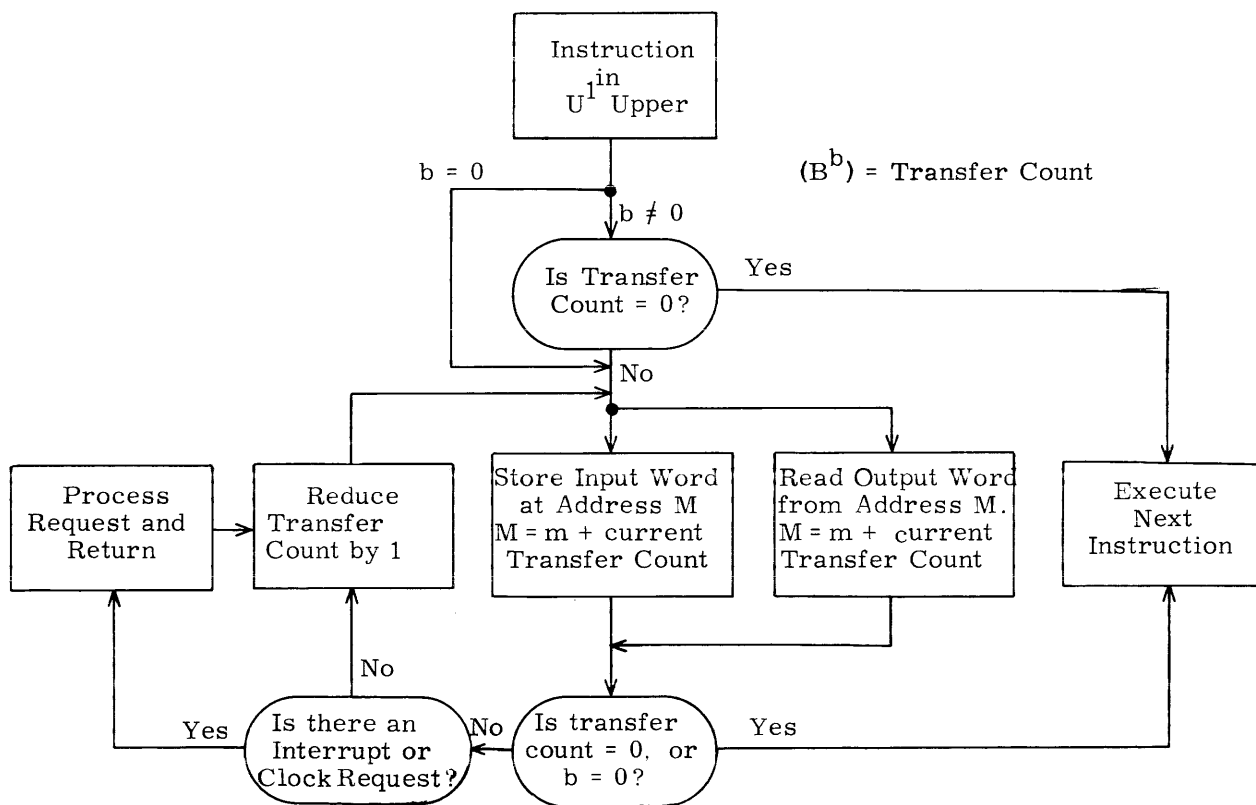 Instruction
in
U¹ Upper
b = 0
(Bᵇ) = Transfer Count
b ≠ 0
Is Transfer
Count = 0?
Yes
No
Process
Request and
Return
Reduce
Transfer
Count by 1
Store Input Word
at Address M
M = m + current
Transfer Count
Read Output Word
from Address M.
M = m + current
Transfer Count
Execute
Next
Instruction
No
Yes
Is there an
Interrupt or
Clock Request?
No
Is transfer
count = 0, or
b = 0?
Yes